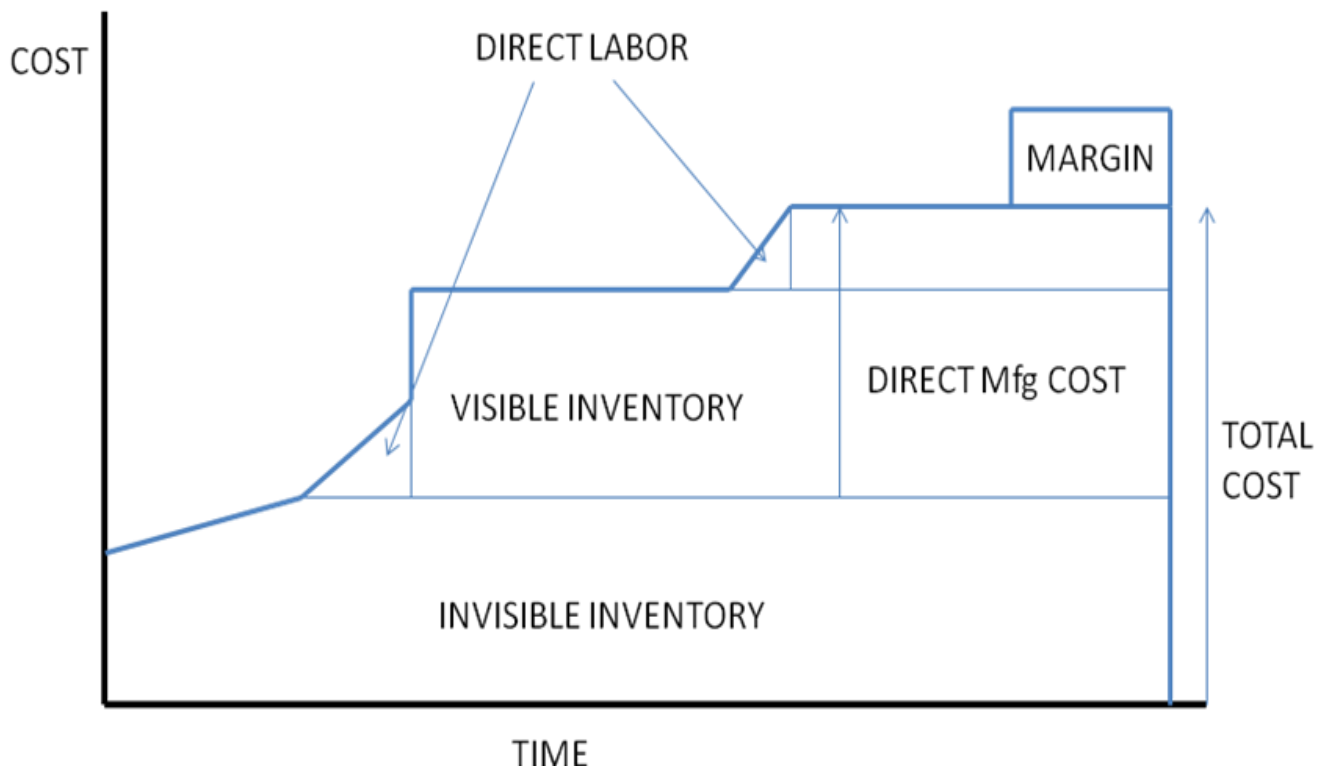 DIRECT LABOR
COST
MARGIN
DIRECT Mfg COST
VISIBLE INVENTORY
TOTAL
COST
INVISIBLE INVENTORY
TIME